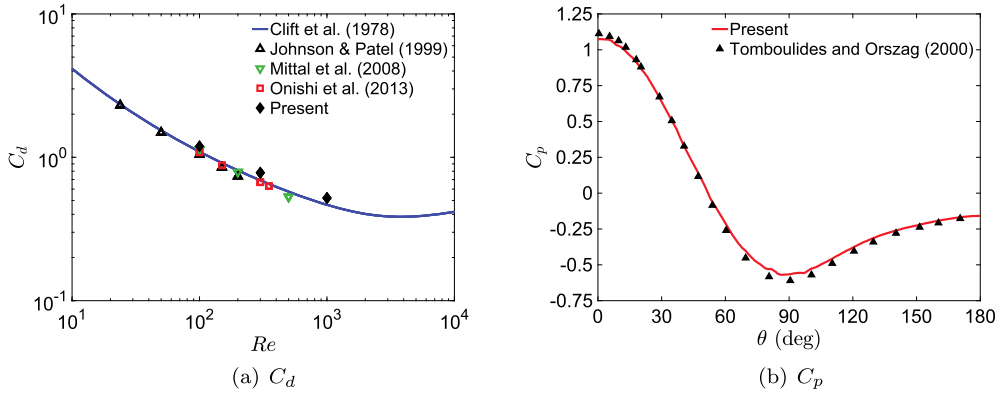 10^1
10^0
10^-1
C_d
10^1
10^2
10^3
10^4
Re
Clift et al. (1978)
Johnson & Patel (1999)
Mittal et al. (2008)
Onishi et al. (2013)
Present
(a) C_d
1.25
1
0.75
0.5
0.25
0
-0.25
-0.5
-0.75
C_p
0
30
60
90
120
150
180
θ (deg)
Present
Tomboulides and Orszag (2000)
(b) C_p